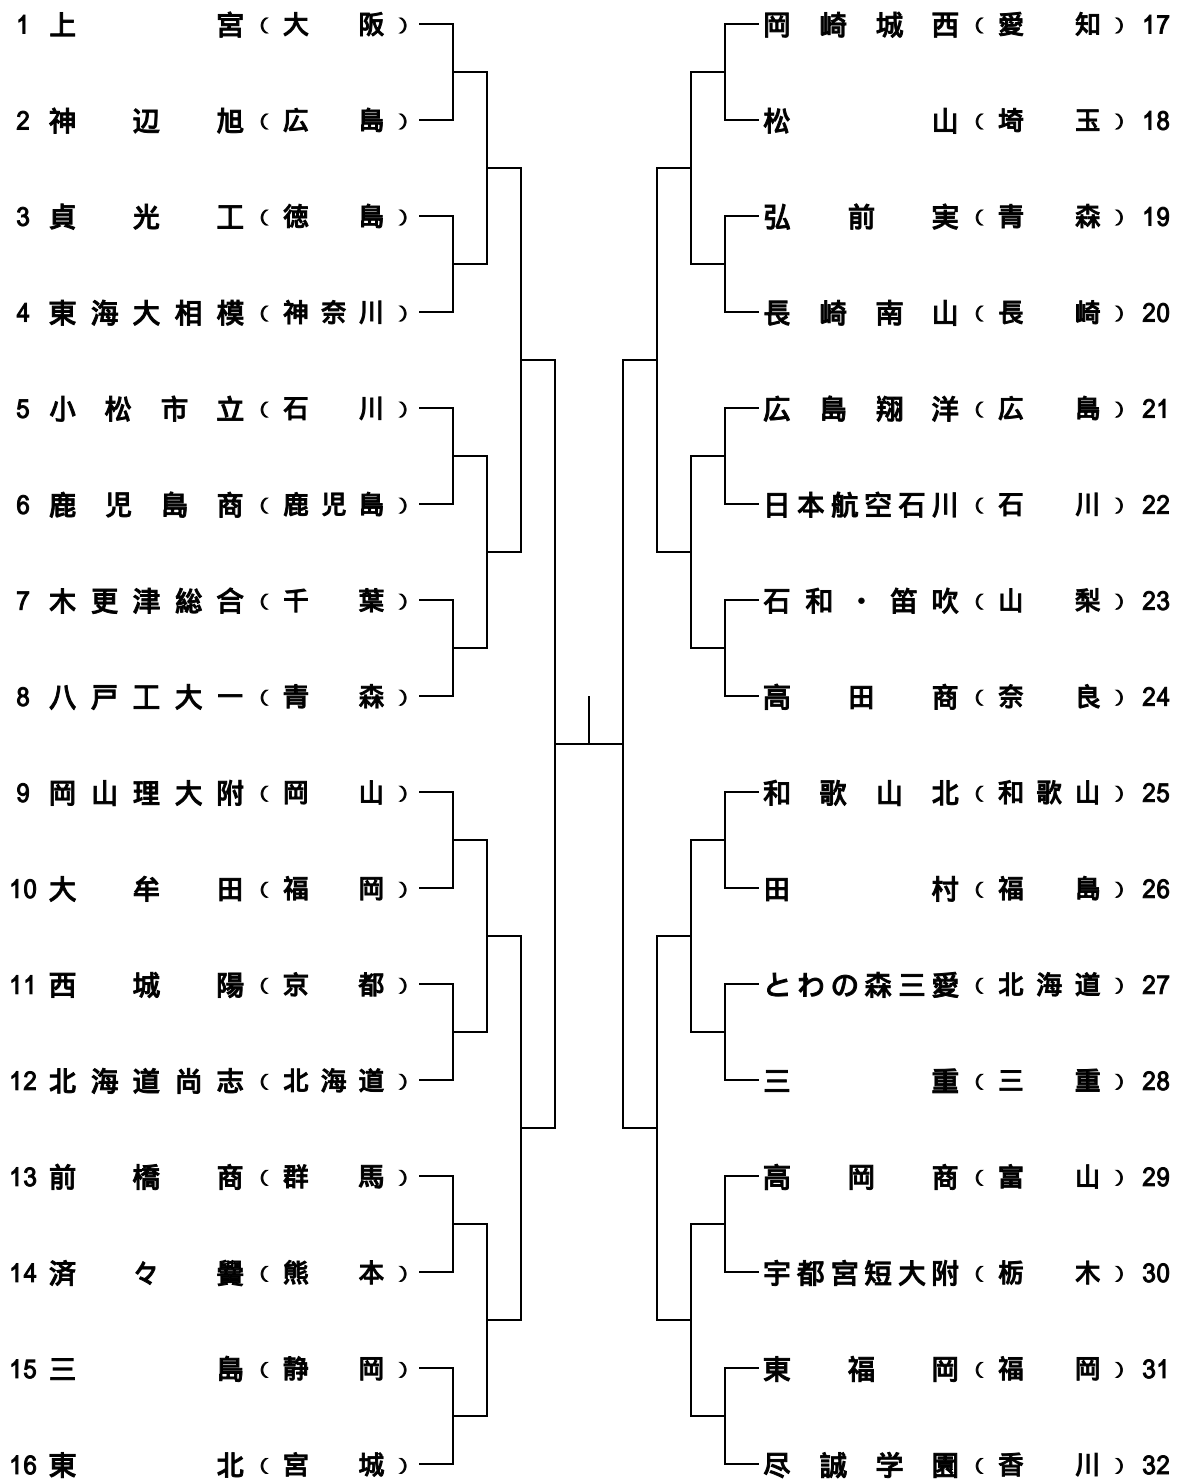 1 上宮（大阪）
2 神辺旭（広島）
3 貞光工（徳島）
4 東海大相模（神奈川）
5 小松市立（石川）
6 鹿児島商（鹿児島）
7 木更津総合（千葉）
8 八戸工大一（青森）
9 岡山理大附（岡山）
10 大牟田（福岡）
11 西城陽（京都）
12 北海道尚志（北海道）
13 前橋商（群馬）
14 済々黌（熊本）
15 三島（静岡）
16 東北（宮城）
岡崎城西（愛知）17
松山（埼玉）18
弘前実（青森）19
長崎南山（長崎）20
広島翔洋（広島）21
日本航空石川（石川）22
石和・笛吹（山梨）23
高田商（奈良）24
和歌山北（和歌山）25
田村（福島）26
とわの森三愛（北海道）27
三重（三重）28
高岡商（富山）29
宇都宮短大附（栃木）30
東福岡（福岡）31
尽誠学園（香川）32